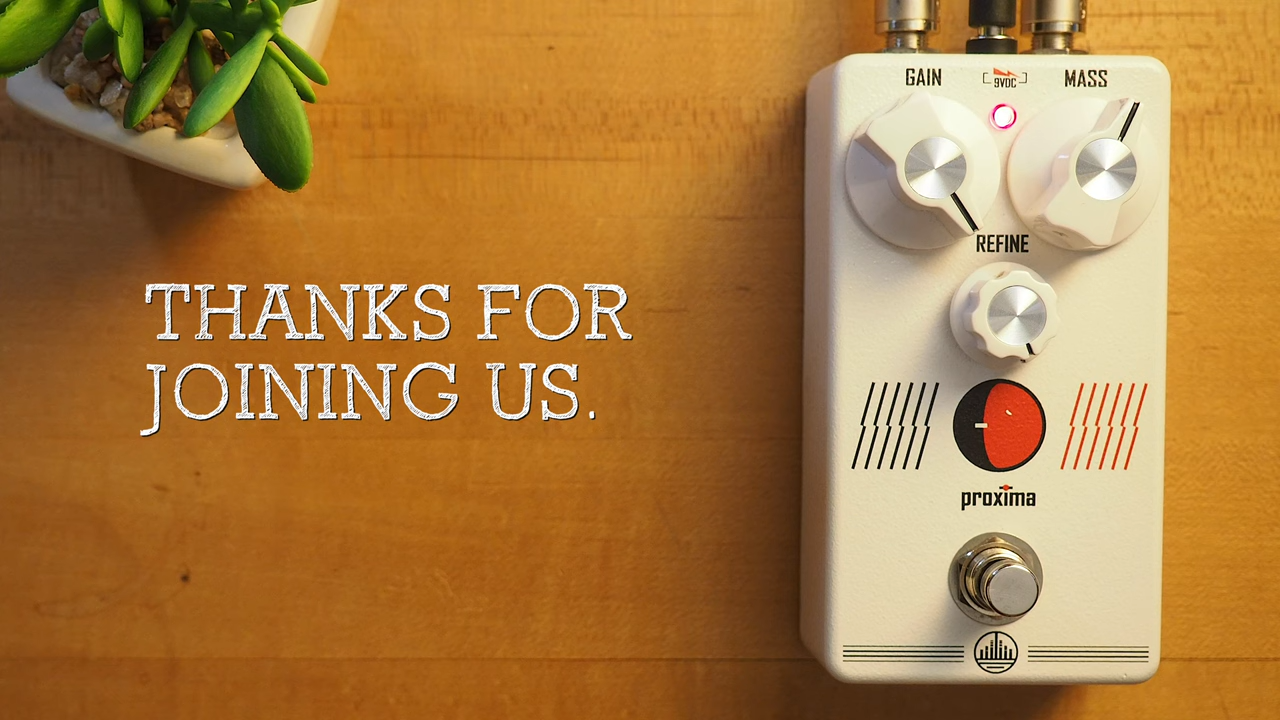 THANKS FOR
JOINING US.
GAIN
9VDC
MASS
REFINE
proxima